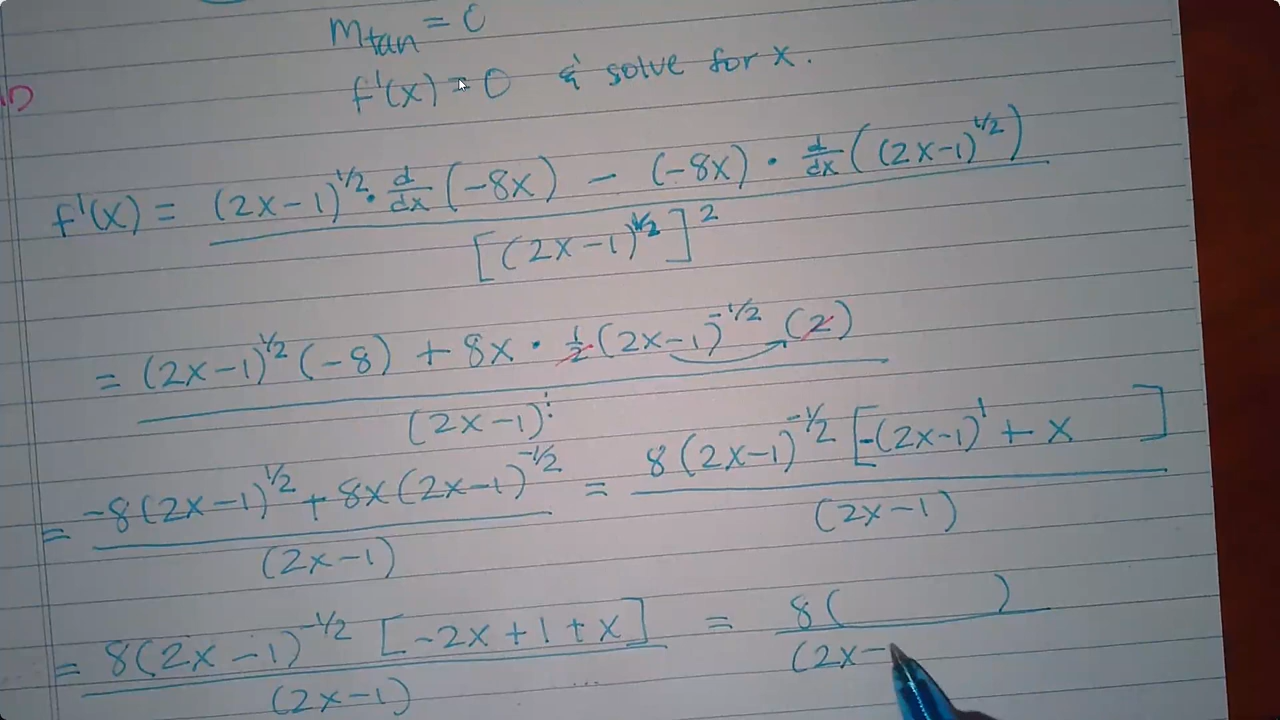 m_tan = 0
f'(x) = 0 & solve for x.
f'(x) = ((2x-1)^{1/2} · d/dx (-8x) - (-8x) · d/dx ((2x-1)^{1/2})) / [(2x-1)^{1/2}]^2
= ((2x-1)^{1/2} (-8) + 8x · 1/2 (2x-1)^{-1/2} (2)) / (2x-1)^1
= (-8(2x-1)^{1/2} + 8x(2x-1)^{-1/2}) / (2x-1) = (8(2x-1)^{-1/2} [-(2x-1)^1 + x ]) / (2x-1)
= (8(2x-1)^{-1/2} [-2x+1+x]) / (2x-1) = 8( ) / (2x-